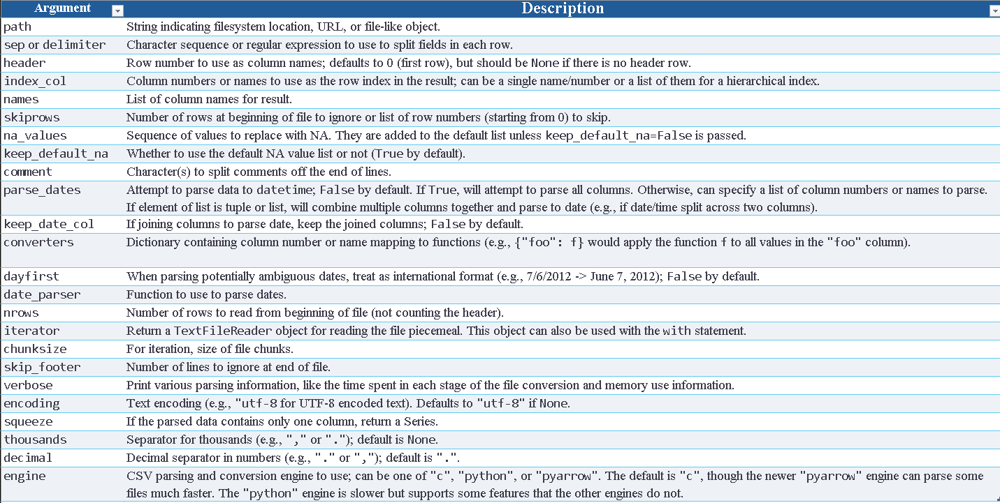 Argument Description
path String indicating filesystem location, URL, or file-like object.
sep or delimiter Character sequence or regular expression to use to split fields in each row.
header Row number to use as column names; defaults to 0 (first row), but should be None if there is no header row.
index_col Column numbers or names to use as the row index in the result; can be a single name/number or a list of them for a hierarchical index.
names List of column names for result.
skiprows Number of rows at beginning of file to ignore or list of row numbers (starting from 0) to skip.
na_values Sequence of values to replace with NA. They are added to the default list unless keep_default_na=False is passed.
keep_default_na Whether to use the default NA value list or not (True by default).
comment Character(s) to split comments off the end of lines.
parse_dates Attempt to parse data to datetime; False by default. If True, will attempt to parse all columns. Otherwise, can specify a list of column numbers or names to parse.
If element of list is tuple or list, will combine multiple columns together and parse to date (e.g., if date/time split across two columns).
keep_date_col If joining columns to parse date, keep the joined columns; False by default.
converters Dictionary containing column number or name mapping to functions (e.g., {"foo": f} would apply the function f to all values in the "foo" column).
dayfirst When parsing potentially ambiguous dates, treat as international format (e.g., 7/6/2012 -> June 7, 2012); False by default.
date_parser Function to use to parse dates.
nrows Number of rows to read from beginning of file (not counting the header).
iterator Return a TextFileReader object for reading the file piecemeal. This object can also be used with the with statement.
chunksize For iteration, size of file chunks.
skip_footer Number of lines to ignore at end of file.
verbose Print various parsing information, like the time spent in each stage of the file conversion and memory use information.
encoding Text encoding (e.g., "utf-8 for UTF-8 encoded text). Defaults to "utf-8" if None.
squeeze If the parsed data contains only one column, return a Series.
thousands Separator for thousands (e.g., "," or "."); default is None.
decimal Decimal separator in numbers (e.g., "." or ","); default is ".".
engine CSV parsing and conversion engine to use; can be one of "c", "python", or "pyarrow". The default is "c", though the newer "pyarrow" engine can parse some
files much faster. The "python" engine is slower but supports some features that the other engines do not.